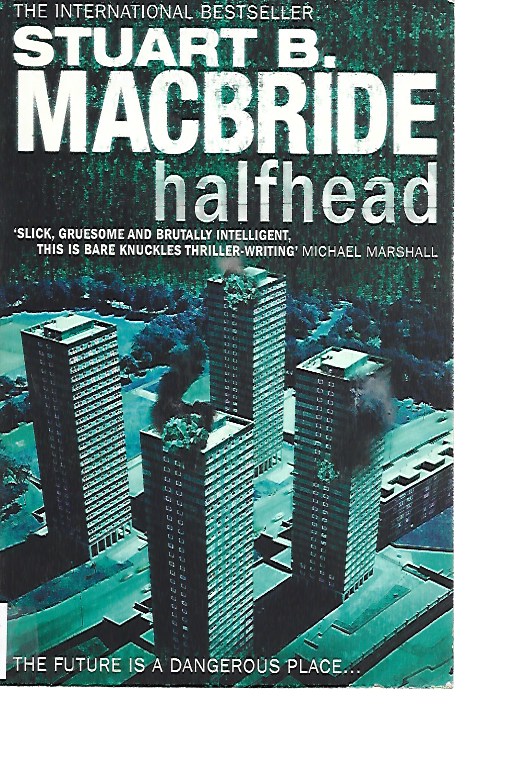 THE INTERNATIONAL BESTSELLER
STUART B.
MACBRIDE
halfhead
'SLICK, GRUESOME AND BRUTALLY INTELLIGENT,
THIS IS BARE KNUCKLES THRILLER-WRITING' MICHAEL MARSHALL
THE FUTURE IS A DANGEROUS PLACE...